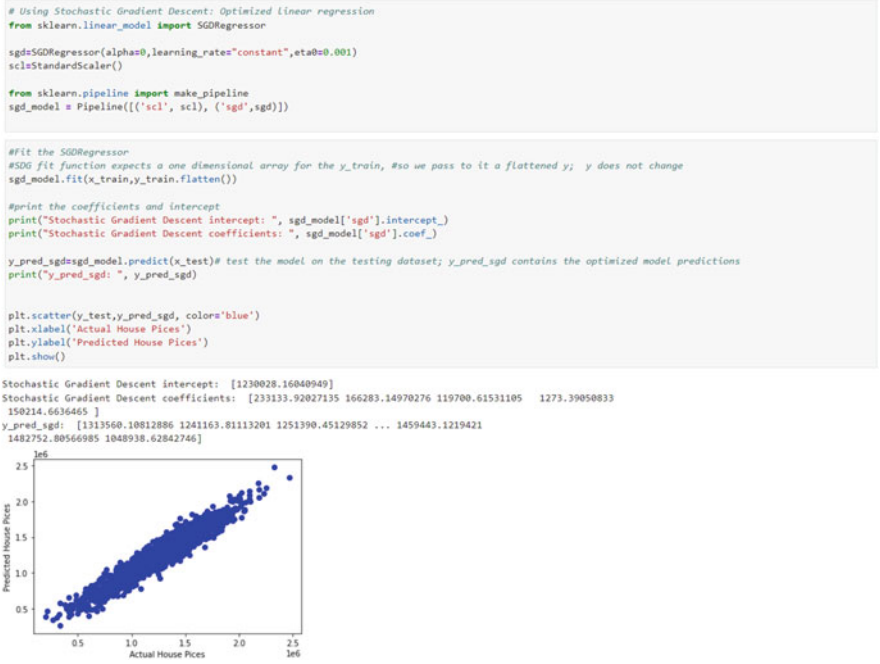 # Using Stochastic Gradient Descent: Optimized linear regression
from sklearn.linear_model import SGDRegressor
sgd=SGDRegressor(alpha=0,learning_rate="constant",eta0=0.001)
scl=StandardScaler()
from sklearn.pipeline import make_pipeline
sgd_model = Pipeline([('scl', scl), ('sgd',sgd)])
#Fit the SGDRegressor
#SDG fit function expects a one dimensional array for the y_train, #so we pass to it a flattened y;  y does not change
sgd_model.fit(x_train,y_train.flatten())
#print the coefficients and intercept
print("Stochastic Gradient Descent intercept: ", sgd_model['sgd'].intercept_)
print("Stochastic Gradient Descent coefficients: ", sgd_model['sgd'].coef_)
y_pred_sgd=sgd_model.predict(x_test)# test the model on the testing dataset; y_pred_sgd contains the optimized model predictions
print("y_pred_sgd: ", y_pred_sgd)
plt.scatter(y_test,y_pred_sgd, color='blue')
plt.xlabel('Actual House Pices')
plt.ylabel('Predicted House Pices')
plt.show()
Stochastic Gradient Descent intercept:  [1230028.16040949]
Stochastic Gradient Descent coefficients:  [233133.92027135 166283.14970276 119700.61531105   1273.39050833
150214.6636465 ]
y_pred_sgd:  [1313560.10812886 1241163.81113201 1251390.45129852 ... 1459443.1219421
1482752.80566985 1048938.62842746]
1e6
2.5
2.0
1.5
1.0
0.5
Predicted House Pices
0.5 1.0 1.5 2.0 2.5
Actual House Pices
1e6